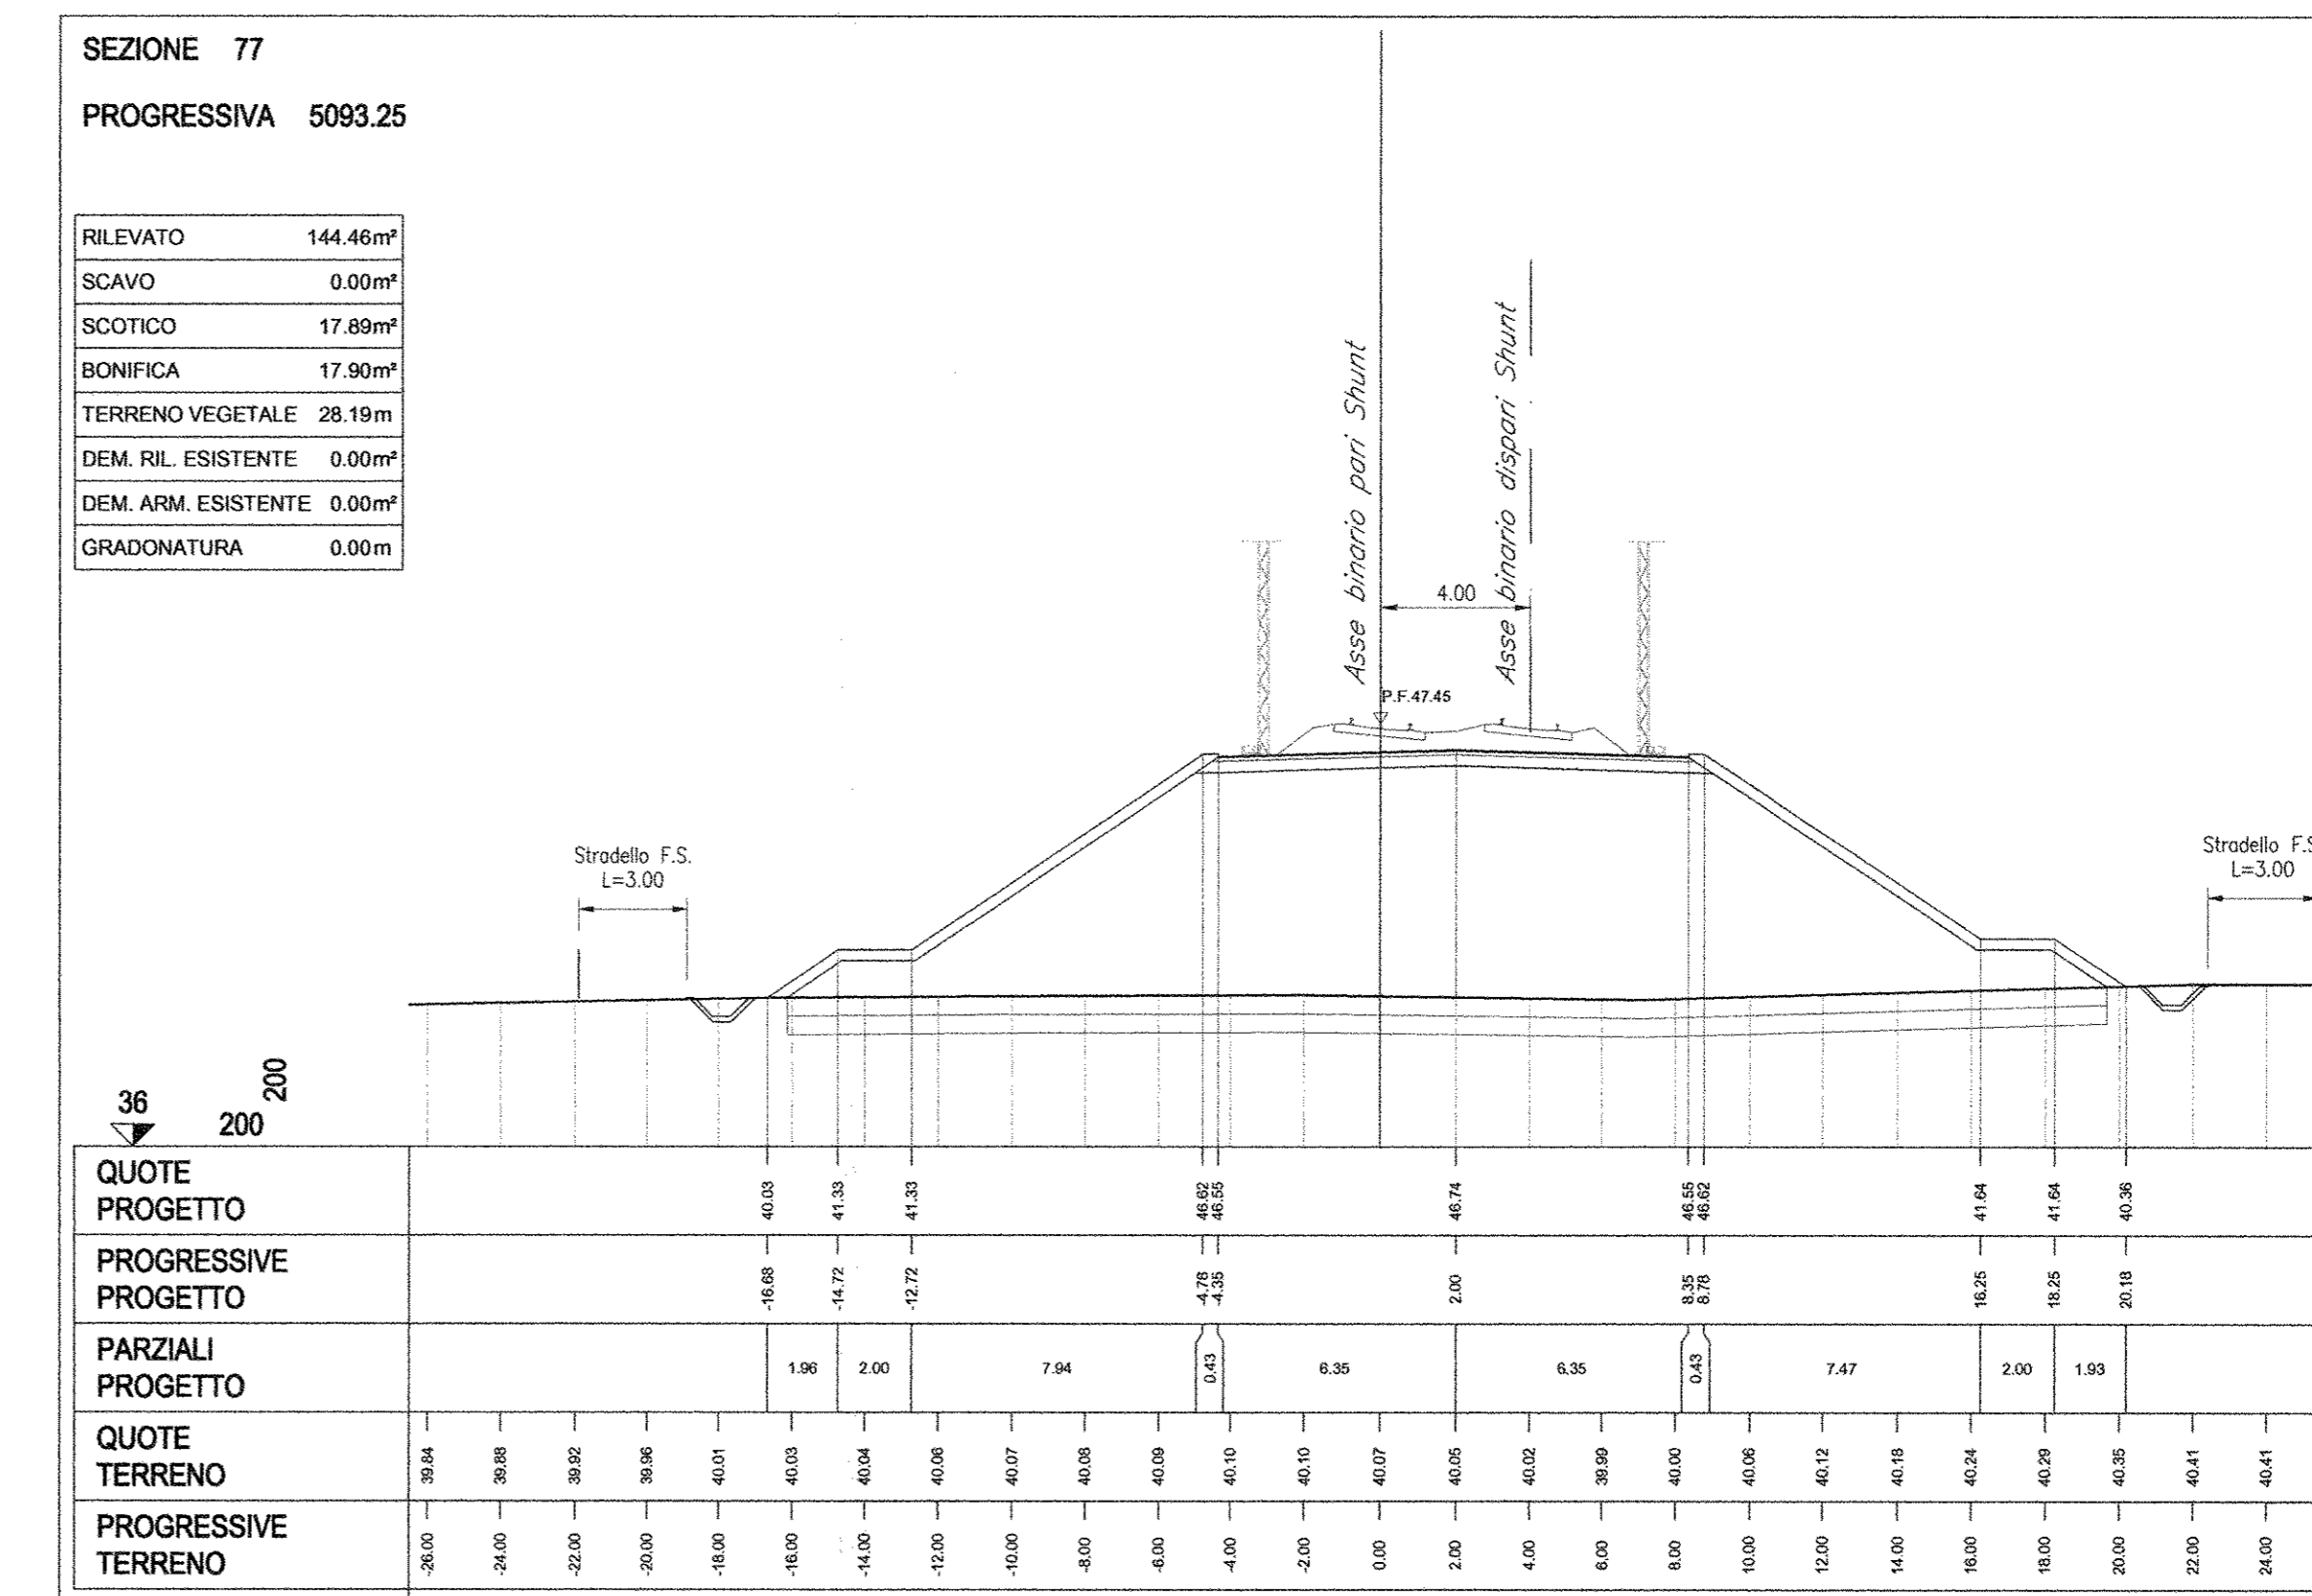 SEZIONE 77
PROGRESSIVA 5093.25
RILEVATO 144.46m²
SCAVO 0.00m²
SCOTICO 17.89m²
BONIFICA 17.90m²
TERRENO VEGETALE 28.19m
DEM. RIL. ESISTENTE 0.00m²
DEM. ARM. ESISTENTE 0.00m²
GRADONATURA 0.00m
Asse binario pari Shunt
Asse binario dispari Shunt
4.00
P.F.47.45
Stradello F.S.
L=3.00
Stradello F.S
L=3.00
36
200
200
QUOTE
PROGETTO
40.03 41.33 41.33 46.62 46.55 46.74 46.55 46.62 41.64 41.64 40.36
PROGRESSIVE
PROGETTO
-16.68 -14.72 -12.72 -4.78 -4.35 2.00 8.35 8.78 16.25 18.25 20.18
PARZIALI
PROGETTO
1.96 2.00 7.94 0.43 6.35 6.35 0.43 7.47 2.00 1.93
QUOTE
TERRENO
39.84 39.88 39.92 39.96 40.01 40.03 40.04 40.06 40.07 40.08 40.09 40.10 40.10 40.07 40.05 40.02 39.99 40.00 40.06 40.12 40.18 40.24 40.29 40.35 40.41 40.41
PROGRESSIVE
TERRENO
-26.00 -24.00 -22.00 -20.00 -18.00 -16.00 -14.00 -12.00 -10.00 -8.00 -6.00 -4.00 -2.00 0.00 2.00 4.00 6.00 8.00 10.00 12.00 14.00 16.00 18.00 20.00 22.00 24.00